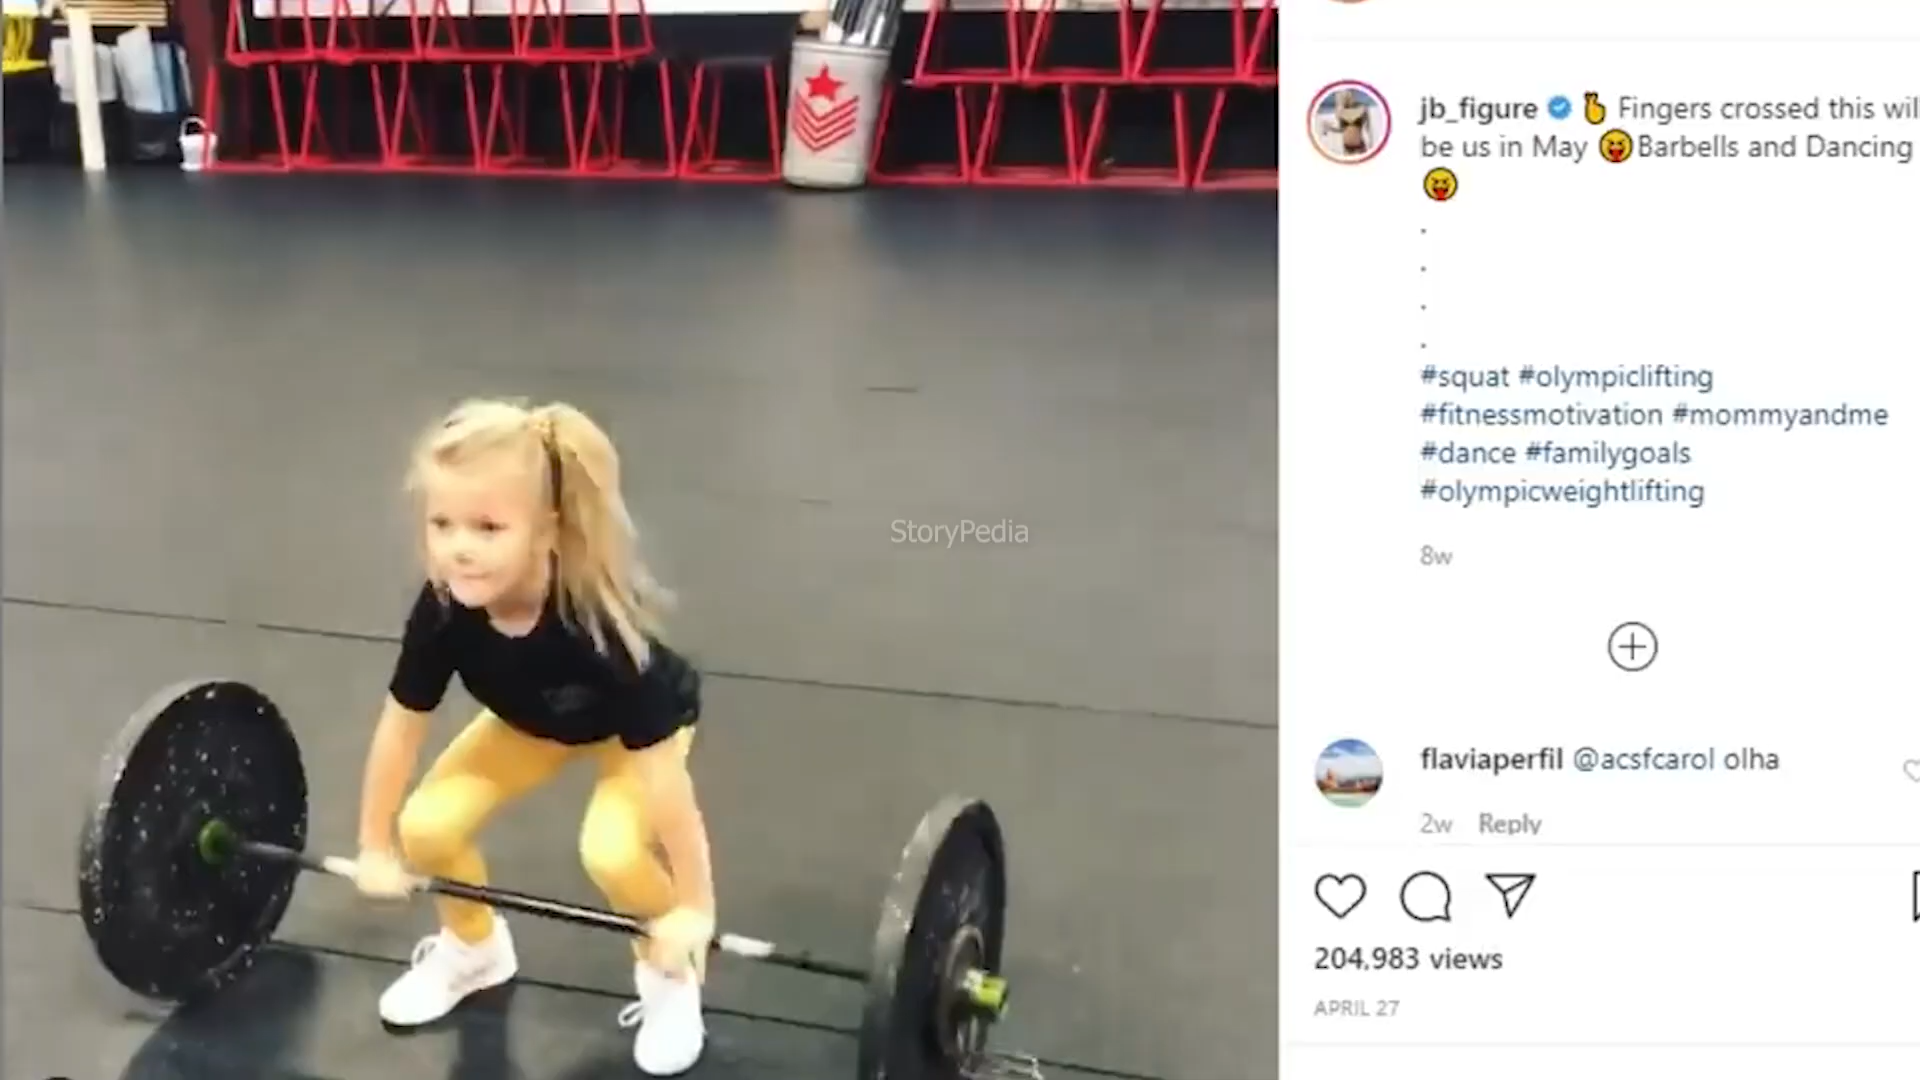 jb_figure Fingers crossed this will
be us in May Barbells and Dancing
.
.
.
.
#squat #olympiclifting
#fitnessmotivation #mommyandme
#dance #familygoals
#olympicweightlifting
StoryPedia
8w
flaviaperfil @acsfcarol olha
2w Reply
204,983 views
APRIL 27